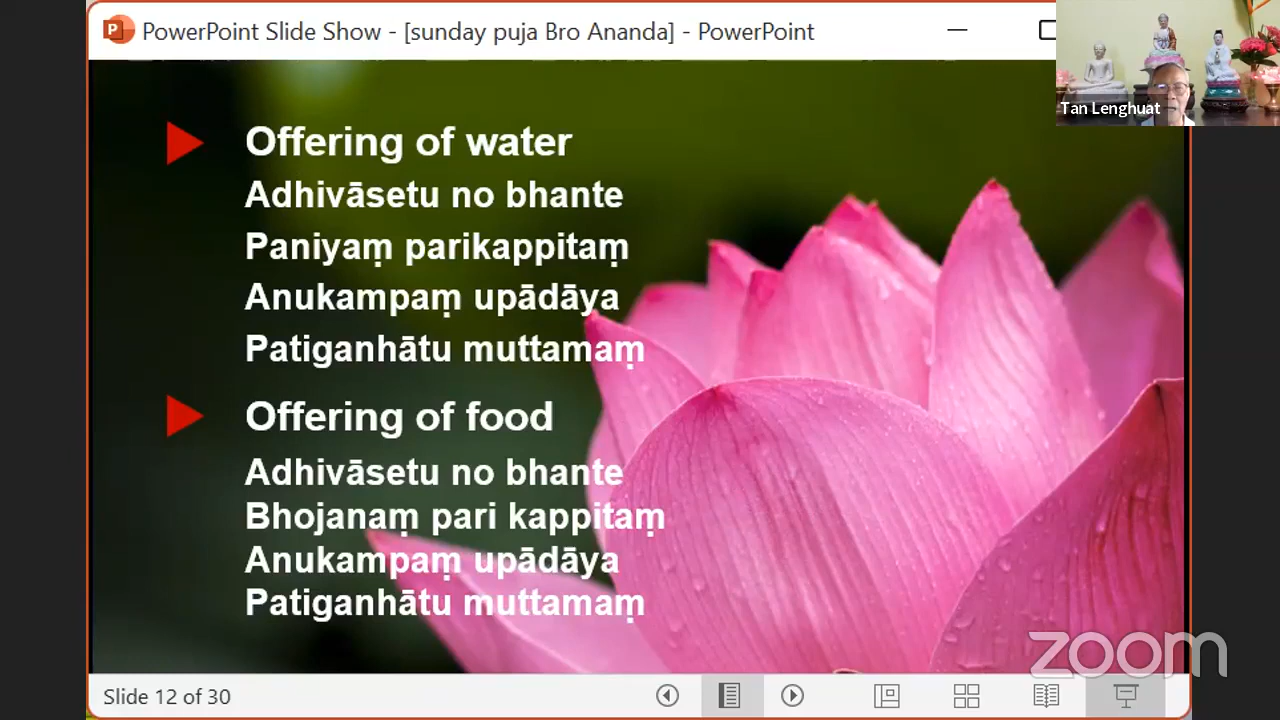 PowerPoint Slide Show - [sunday puja Bro Ananda] - PowerPoint
Tan Lenghuat
Offering of water
Adhivāsetu no bhante
Paniyaṃ parikappitaṃ
Anukampaṃ upādāya
Patiganhātu muttamaṃ
Offering of food
Adhivāsetu no bhante
Bhojanaṃ pari kappitaṃ
Anukampaṃ upādāya
Patiganhātu muttamaṃ
zoom
Slide 12 of 30